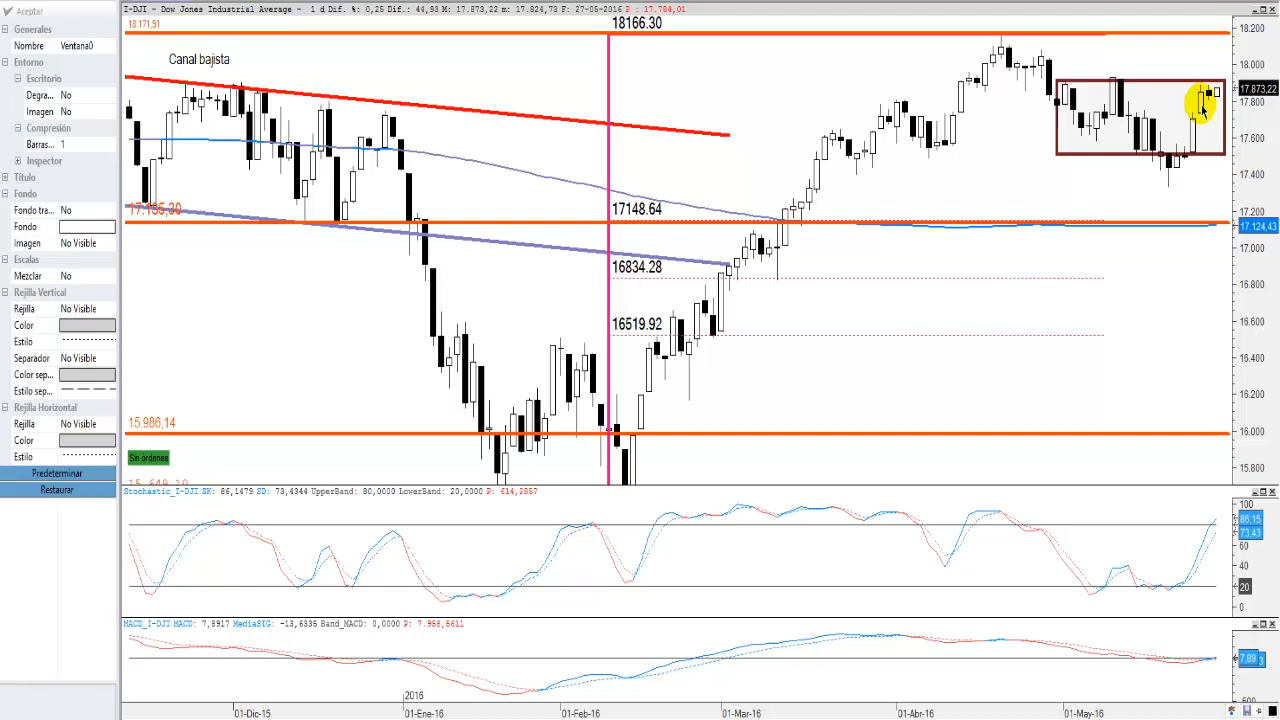 Aceptar
Generales
Nombre Ventana0
Entorno
Escritorio
Degra... No
Imagen No
Compresión
Barras... 1
Inspector
Título
Fondo
Fondo tra... No
Fondo
Imagen No Visible
Escalas
Mezclar No
Rejilla Vertical
Rejilla No Visible
Color
Estilo
Separador No Visible
Color sep...
Estilo sep...
Rejilla Horizontal
Rejilla No Visible
Color
Estilo
Predeterminar
Restaurar
I-DJI - Dow Jones Industrial Average - 1 d Dif. %: 0,25 Dif.: 44,93 M: 17.873,22 m: 17.824,73 F: 27-05-2016 P : 17.784,01
18.171,91
18166.30
Canal bajista
17148.64
16834.28
16519.92
15.986,14
Sin órdenes
18.200
18.000
17.873,22
17.800
17.600
17.400
17.200
17.124,43
17.000
16.800
16.600
16.400
16.200
16.000
15.800
Stochastic_I-DJI SK: 86,1479 SD: 73,4344 UpperBand: 80,0000 LowerBand: 20,0000 P: 614,2857
100
86,15
73,43
60
40
20
0
MACD_I-DJI MACD: 7,8917 MediaSIG: -13,6335 Band_MACD: 0,0000 P: 7.958,6611
7,89
2016
01-Dic-15
01-Ene-16
01-Feb-16
01-Mar-16
01-Abr-16
01-May-16